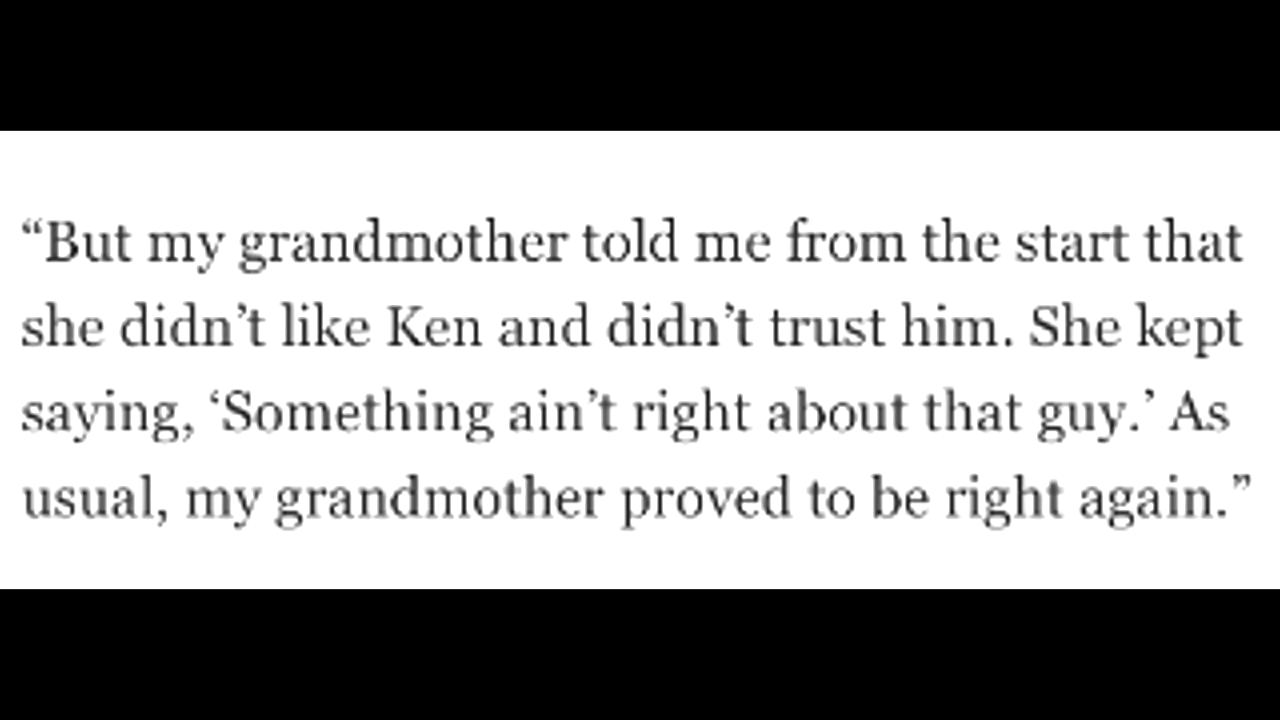 “But my grandmother told me from the start that
she didn’t like Ken and didn’t trust him. She kept
saying, ‘Something ain’t right about that guy.’ As
usual, my grandmother proved to be right again.”